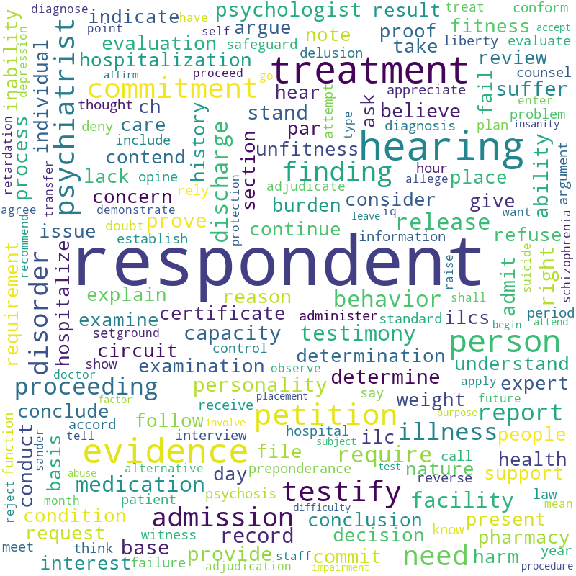 diagnose
have
point
self
result
treat
conform
indicate
psychologist
fitness
accept
inability
depression
argue
proof
evaluation
safeguard
note
take
liberty
evaluate
hospitalization
delusion
review
counsel
affirm
proceed
go
treatment
appreciate
enter
retardation
process
individual
psychiatrist
commitment
hear
attempt
type
ask
believe
fail
suffer
problem
thought
ch
stand
diagnosis
plan
insanity
deny
care
history
discharge
par
hearing
include
unfitness
transfer
contend
opine
section
hour
allege
lack
rely
finding
place
ability
argument
agree
demonstrate
adjudicate
concern
doubt
burden
consider
give
schizophrenia
recommend
issue
prove
protection
leave
iq
release
want
establish
continue
information
refuse
right
requirement
disorder
hospitalize
respondent
raise
admit
explain
reason
behavior
shall
period
examine
certificate
administer
standard
ilcs
begin
attend
setground
capacity
testimony
person
doctor
circuit
control
examination
determination
understand
show
observe
factor
placement
personality
say
determine
apply
future
proceeding
expert
conclude
follow
receive
petition
weight
report
purpose
function
sander
accord
involve
tell
interview
hospital
ilc
illness
people
reject
conduct
basis
evidence
file
subject
require
nature
call
health
abuse
alternative
preponderance
test
reverse
support
medication
day
testify
facility
law
mean
month
patient
psychosis
difficulty
condition
admission
conclusion
present
request
witness
record
decision
know
pharmacy
meet
think
base
provide
staff
commit
need
harm
year
interest
failure
adjudication
impairment
procedure